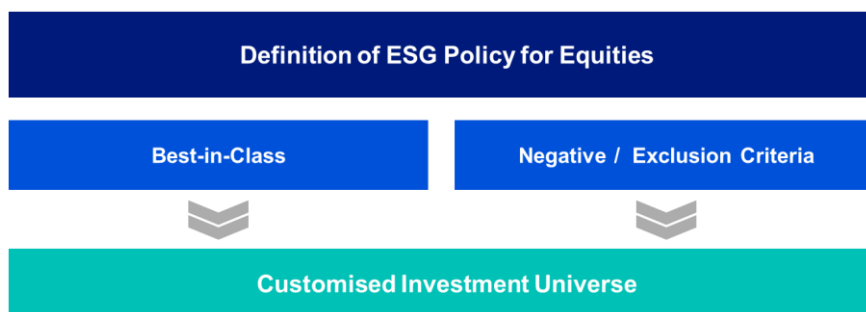 Definition of ESG Policy for Equities
Best-in-Class
Negative / Exclusion Criteria
Customised Investment Universe